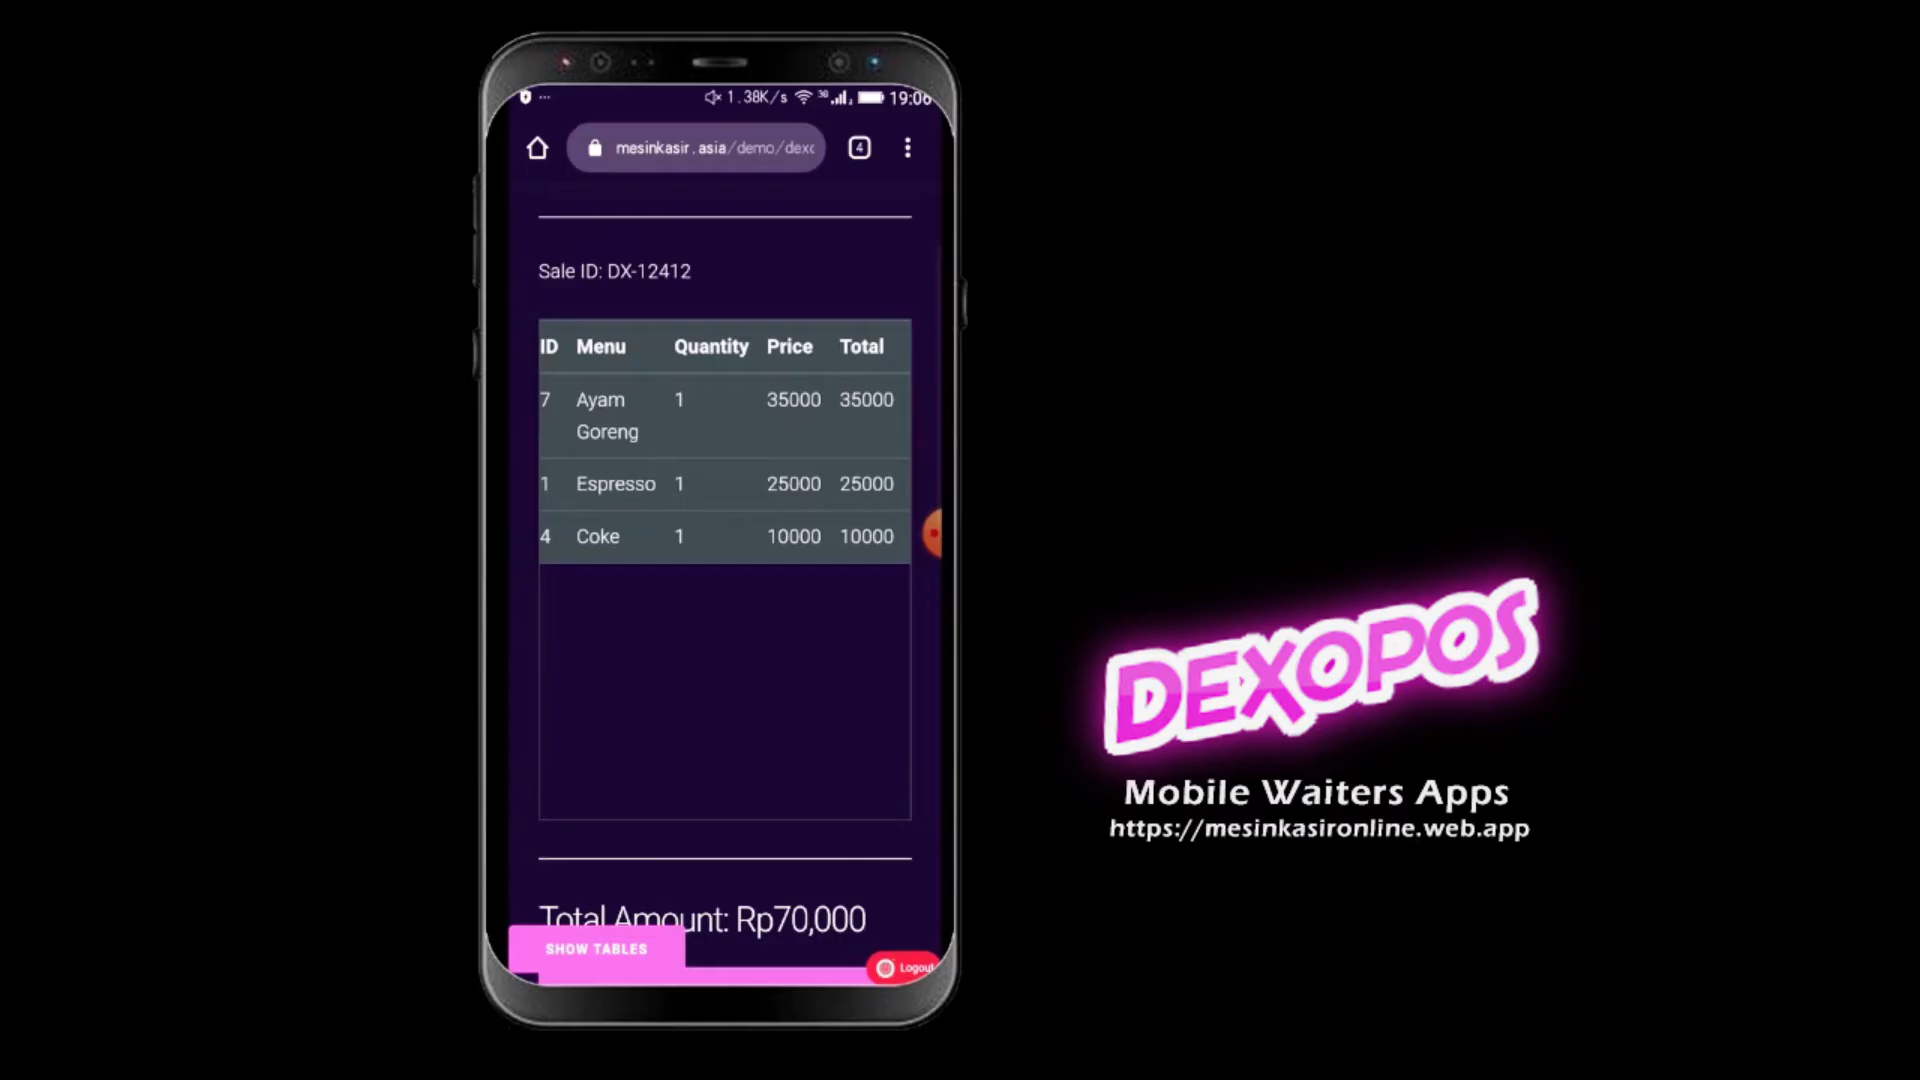 1.38K/s 3G 19:06
mesinkasir.asia/demo/dexo
4
Sale ID: DX-12412
ID Menu Quantity Price Total
7 Ayam Goreng 1 35000 35000
1 Espresso 1 25000 25000
4 Coke 1 10000 10000
Total Amount: Rp70,000
SHOW TABLES
Logout
DEXOPOS
Mobile Waiters Apps
https://mesinkasironline.web.app